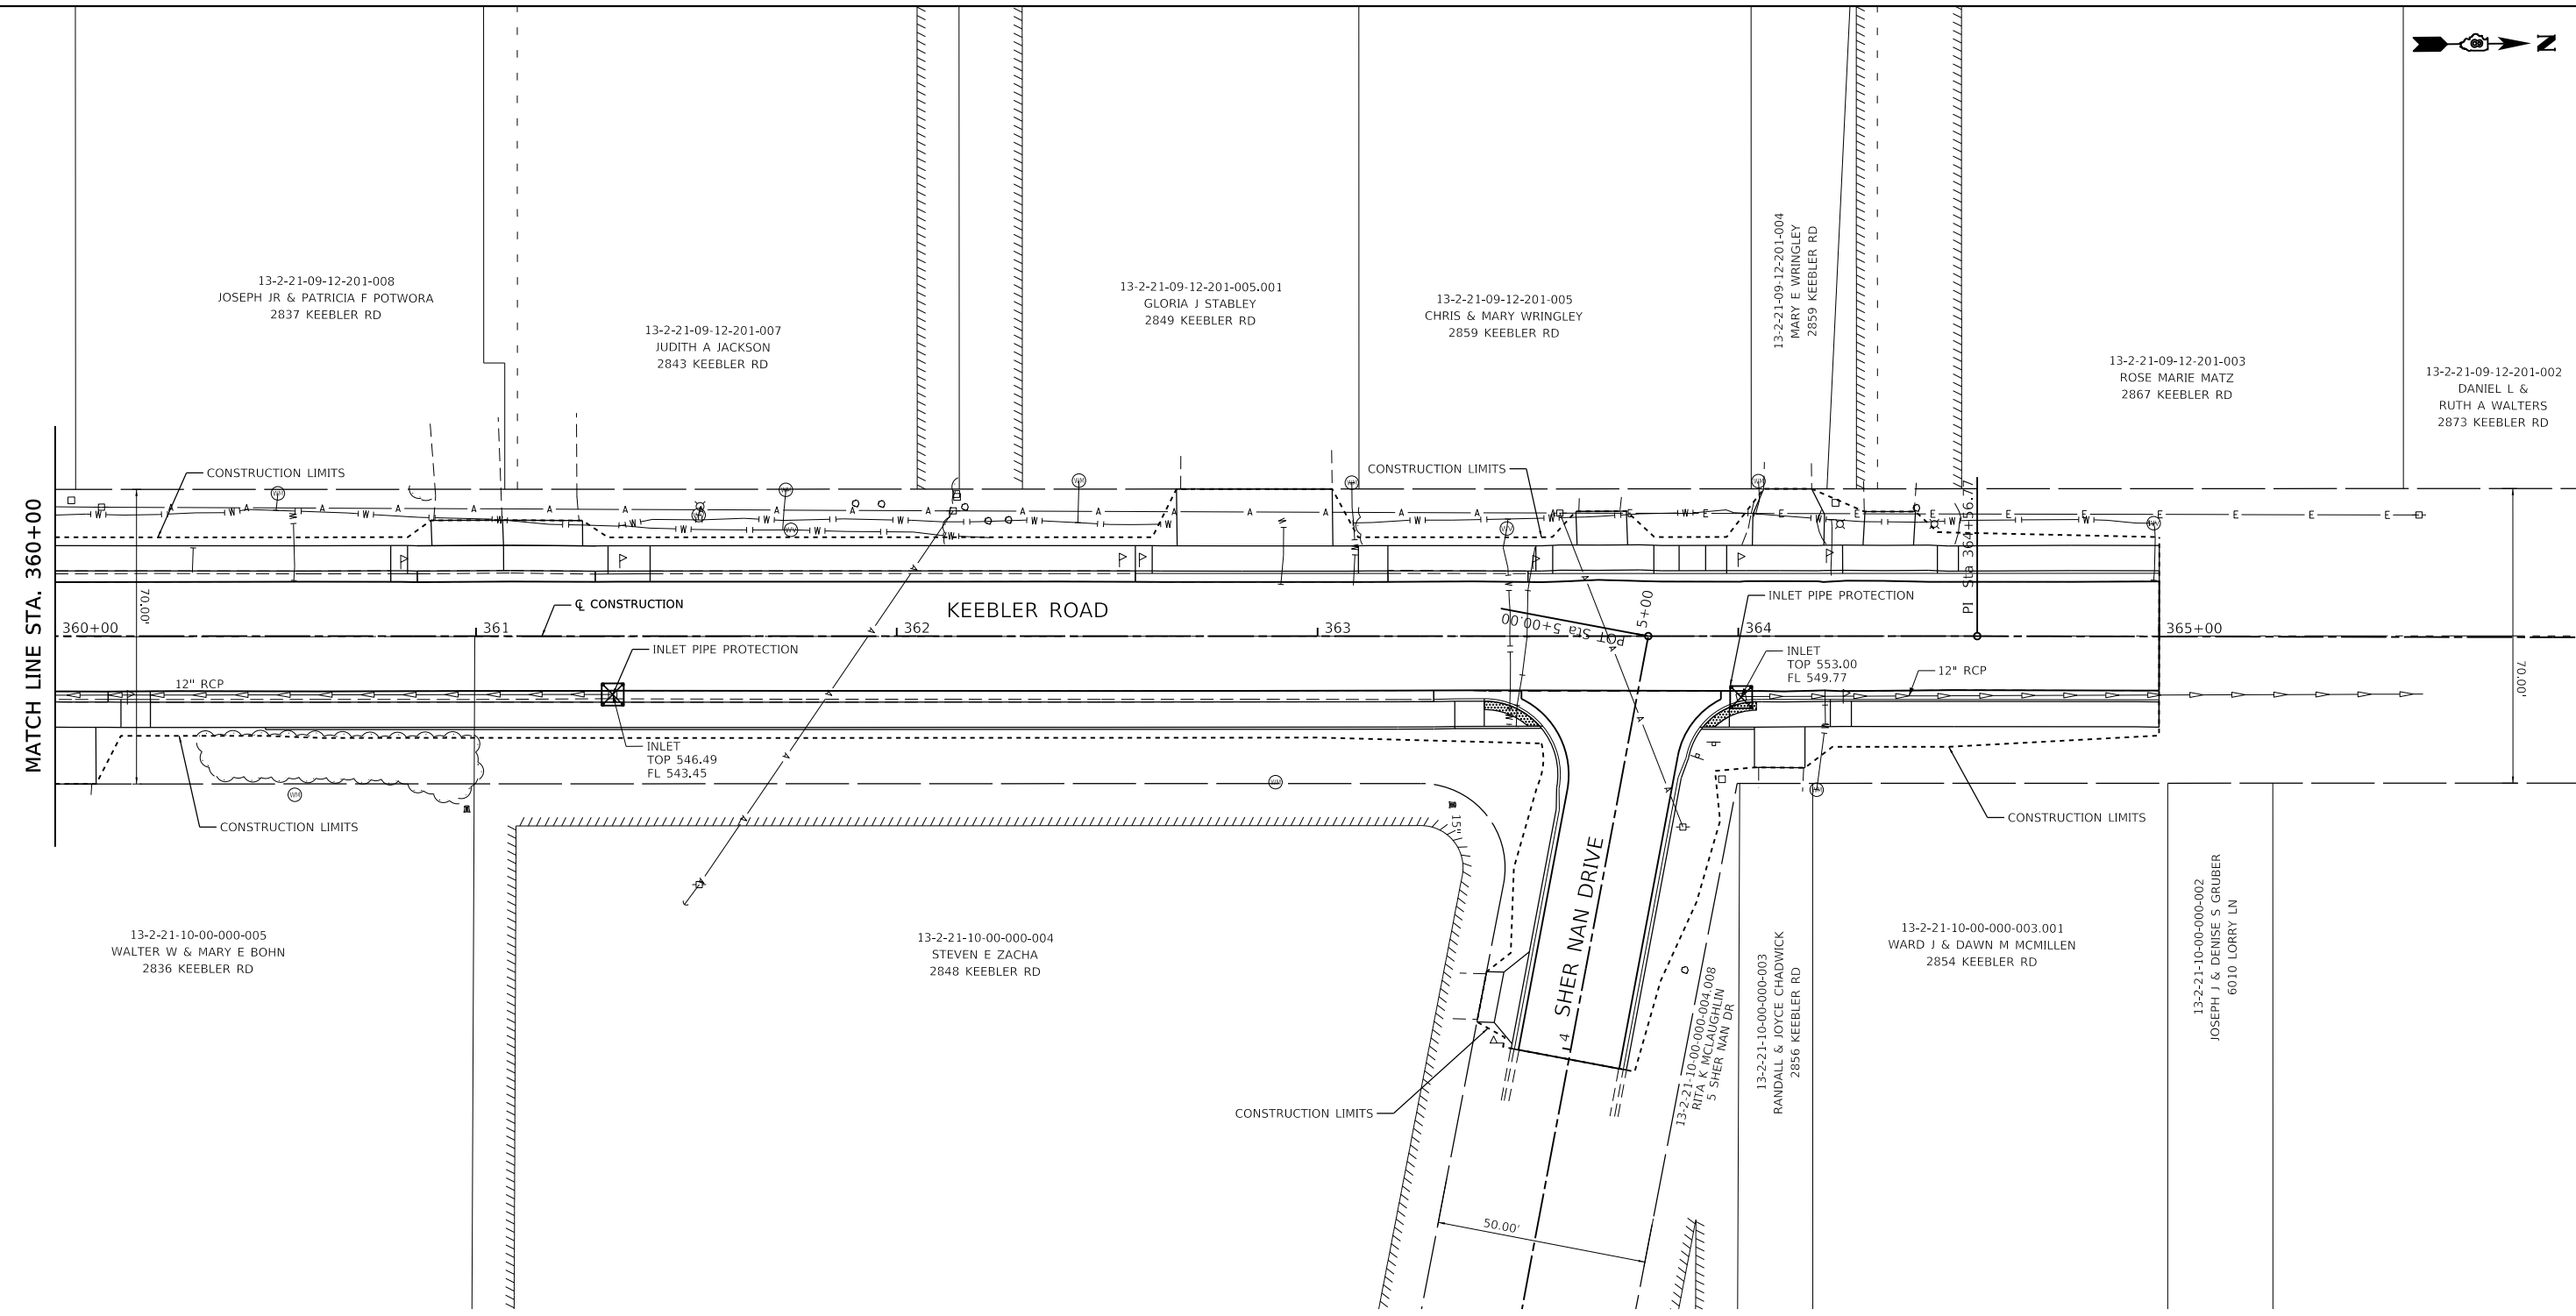 N
13-2-21-09-12-201-008
JOSEPH JR & PATRICIA F POTWORA
2837 KEEBLER RD
13-2-21-09-12-201-007
JUDITH A JACKSON
2843 KEEBLER RD
13-2-21-09-12-201-005.001
GLORIA J STABLEY
2849 KEEBLER RD
13-2-21-09-12-201-005
CHRIS & MARY WRINGLEY
2859 KEEBLER RD
13-2-21-09-12-201-004
MARY E WRINGLEY
2859 KEEBLER RD
13-2-21-09-12-201-003
ROSE MARIE MATZ
2867 KEEBLER RD
13-2-21-09-12-201-002
DANIEL L &
RUTH A WALTERS
2873 KEEBLER RD
MATCH LINE STA. 360+00
CONSTRUCTION LIMITS
CONSTRUCTION LIMITS
PI Sta 364+56.77
70.00'
℄ CONSTRUCTION
KEEBLER ROAD
POT Sta 5+00.00
5+00
INLET PIPE PROTECTION
360+00
361
362
363
364
365+00
INLET PIPE PROTECTION
INLET
TOP 553.00
FL 549.77
12" RCP
12" RCP
70.00'
INLET
TOP 546.49
FL 543.45
CONSTRUCTION LIMITS
15"
CONSTRUCTION LIMITS
SHER NAN DRIVE
4
13-2-21-10-00-000-005
WALTER W & MARY E BOHN
2836 KEEBLER RD
13-2-21-10-00-000-004
STEVEN E ZACHA
2848 KEEBLER RD
13-2-21-10-00-000-004.008
RITA K MCLAUGHLIN
5 SHER NAN DR
13-2-21-10-00-000-003
RANDALL & JOYCE CHADWICK
2856 KEEBLER RD
13-2-21-10-00-000-003.001
WARD J & DAWN M MCMILLEN
2854 KEEBLER RD
13-2-21-10-00-000-002
JOSEPH J & DENISE S GRUBER
6010 LORRY LN
CONSTRUCTION LIMITS
50.00'